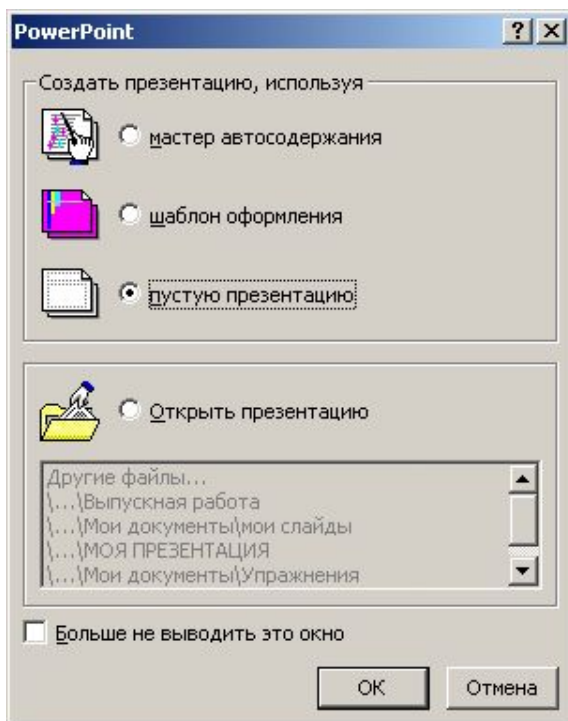 PowerPoint
Создать презентацию, используя
мастер автосодержания
шаблон оформления
пустую презентацию
Открыть презентацию
Другие файлы...
\...\Выпускная работа
\...\Мои документы\мои слайды
\...\МОЯ ПРЕЗЕНТАЦИЯ
\...\Мои документы\Упражнения
Больше не выводить это окно
ОК Отмена